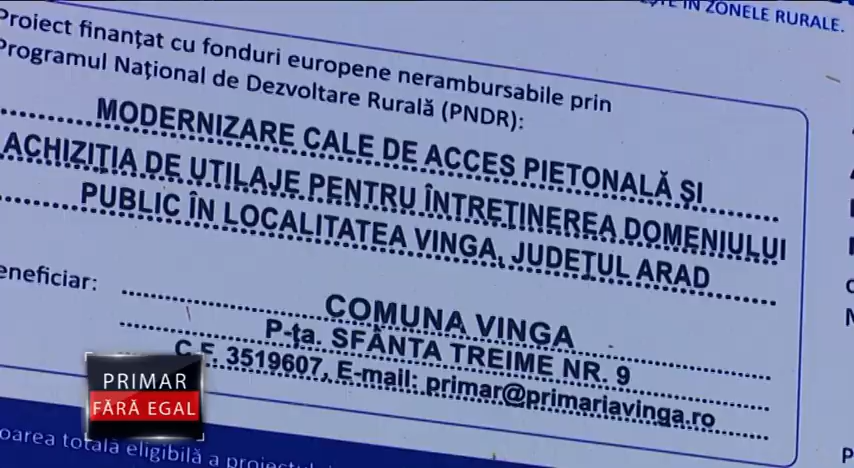 IN ZONELE RURALE.
Proiect finanțat cu fonduri europene nerambursabile prin
Programul Național de Dezvoltare Rurală (PNDR):
MODERNIZARE CALE DE ACCES PIETONALĂ ȘI
ACHIZIȚIA DE UTILAJE PENTRU ÎNTREȚINEREA DOMENIULUI
PUBLIC ÎN LOCALITATEA VINGA, JUDEȚUL ARAD
eneficiar:
COMUNA VINGA
P-ța. SFÂNTA TREIME NR. 9
C.F. 3519607, E-mail: primar@primariavinga.ro
PRIMAR
FĂRĂ EGAL
oarea totală eligibilă a proiectului